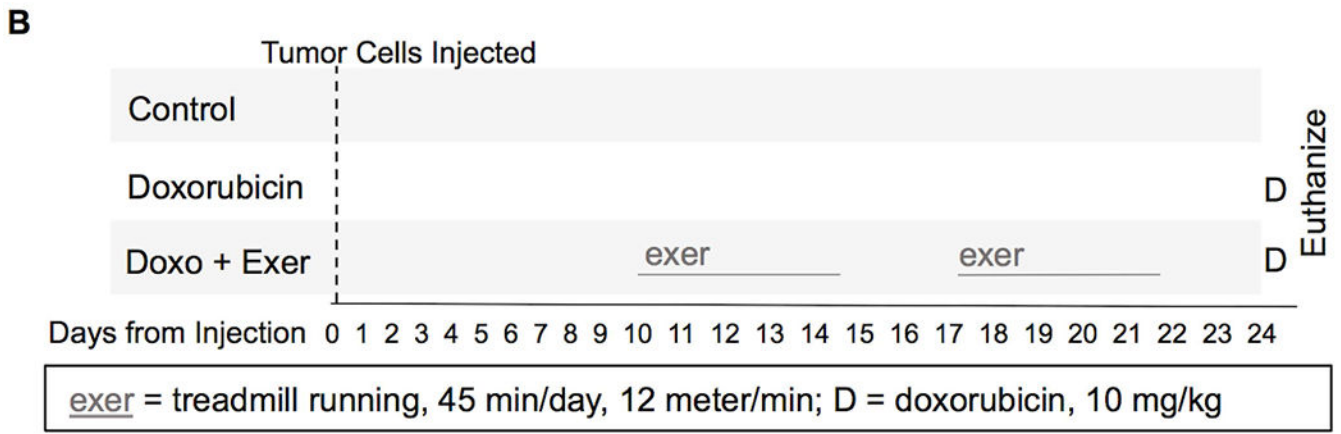 B
Tumor Cells Injected
Control
Doxorubicin D
Doxo + Exer exer exer D
Euthanize
Days from Injection 0 1 2 3 4 5 6 7 8 9 10 11 12 13 14 15 16 17 18 19 20 21 22 23 24
exer = treadmill running, 45 min/day, 12 meter/min; D = doxorubicin, 10 mg/kg